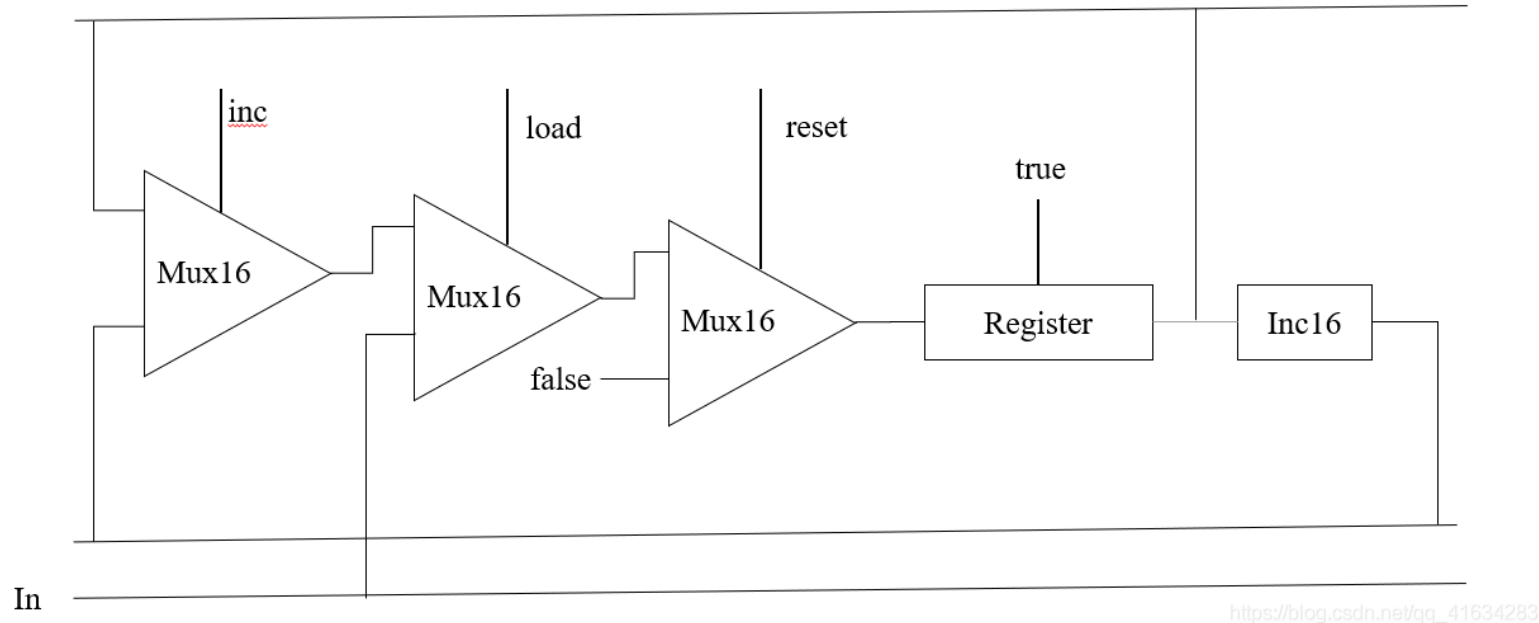 inc
load
reset
true
Mux16
Mux16
Mux16
Register
Inc16
false
In
https://blog.csdn.net/qq_41634283